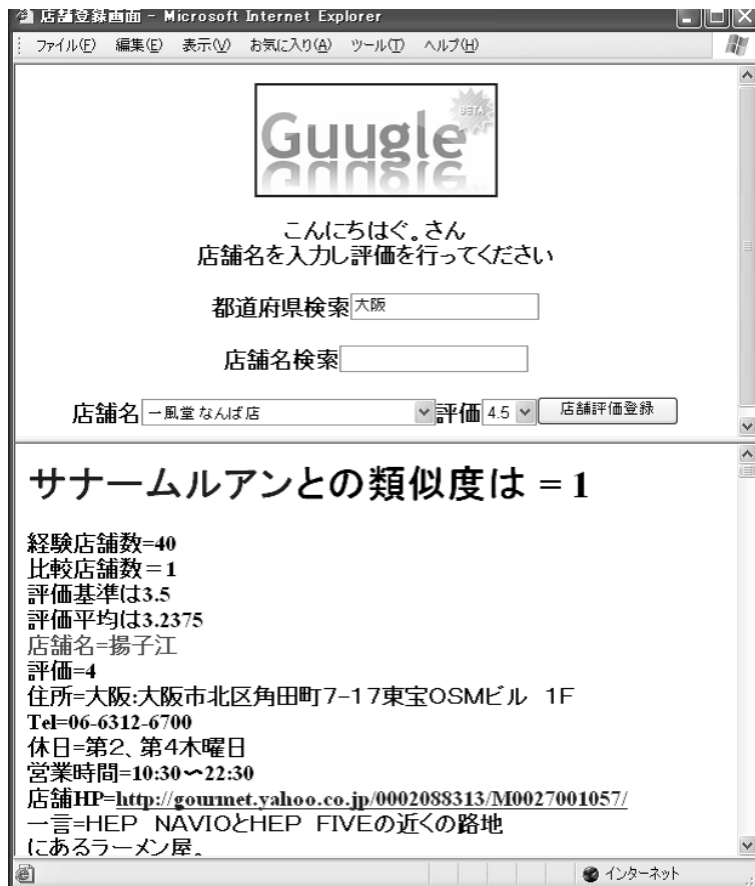 店舗登録画面 - Microsoft Internet Explorer
ファイル(F) 編集(E) 表示(V) お気に入り(A) ツール(T) ヘルプ(H)
Guugle BETA
こんにちはぐ。さん
店舗名を入力し評価を行ってください
都道府県検索 大阪
店舗名検索
店舗名 一風堂 なんば店 評価 4.5 店舗評価登録
サナームルアンとの類似度は = 1
経験店舗数=40
比較店舗数=1
評価基準は3.5
評価平均は3.2375
店舗名=揚子江
評価=4
住所=大阪:大阪市北区角田町7-17東宝OSMビル 1F
Tel=06-6312-6700
休日=第2、第4木曜日
営業時間=10:30〜22:30
店舗HP=http://gourmet.yahoo.co.jp/0002088313/M0027001057/
一言=HEP NAVIOとHEP FIVEの近くの路地
にあるラーメン屋。
インターネット